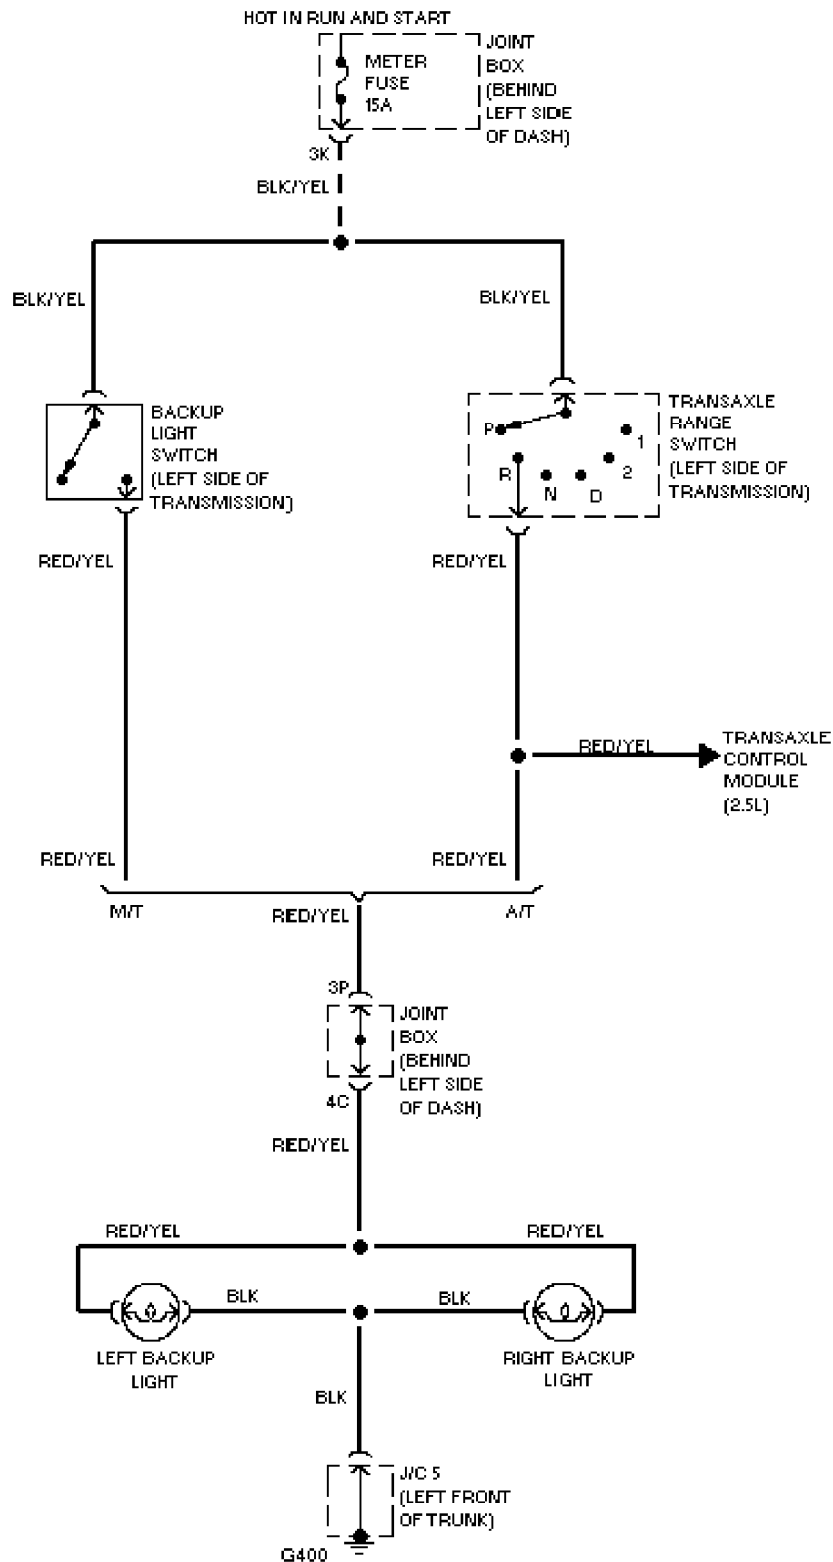 HOT IN RUN AND START
METER
FUSE
15A
JOINT
BOX
(BEHIND
LEFT SIDE
OF DASH)
3K
BLK/YEL
BLK/YEL
BLK/YEL
BACKUP
LIGHT
SWITCH
(LEFT SIDE OF
TRANSMISSION)
P
R
N
D
2
1
TRANSAXLE
RANGE
SWITCH
(LEFT SIDE OF
TRANSMISSION)
RED/YEL
RED/YEL
RED/YEL
TRANSAXLE
CONTROL
MODULE
(2.5L)
RED/YEL
RED/YEL
M/T
RED/YEL
A/T
3P
JOINT
BOX
(BEHIND
LEFT SIDE
OF DASH)
4C
RED/YEL
RED/YEL
RED/YEL
BLK
BLK
LEFT BACKUP
LIGHT
RIGHT BACKUP
LIGHT
BLK
J/C 5
(LEFT FRONT
OF TRUNK)
G400